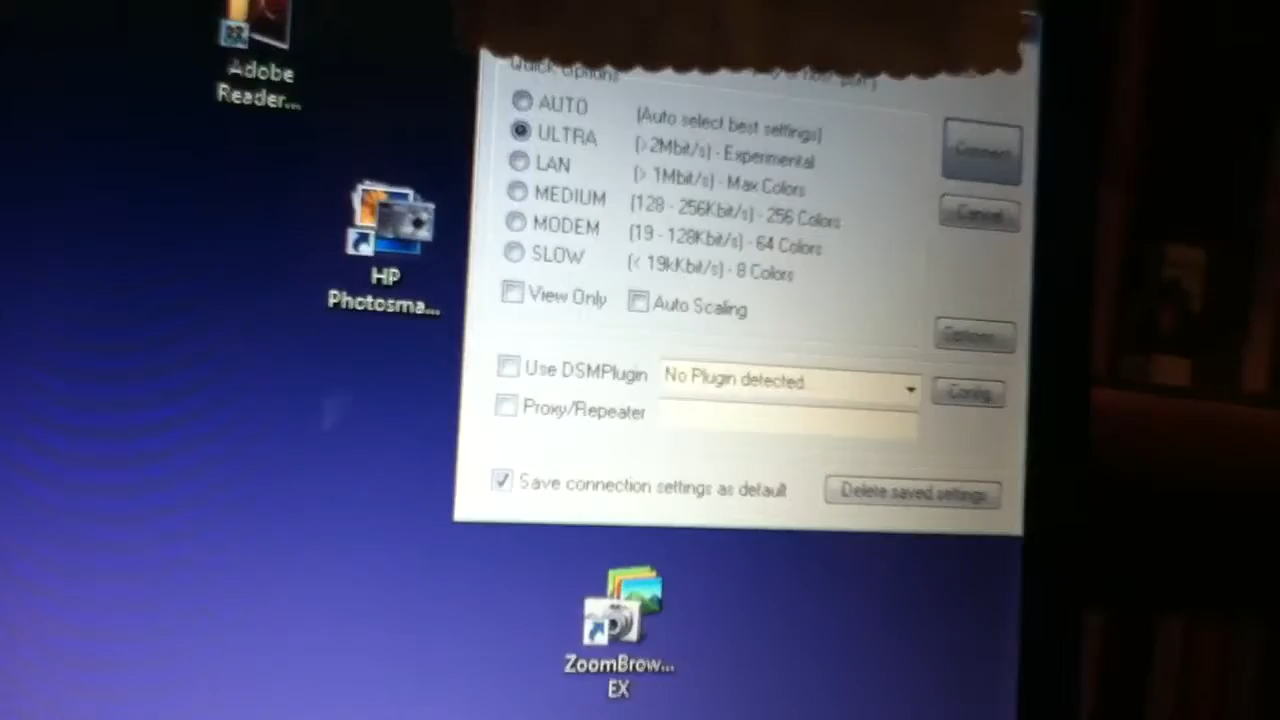 Adobe
Reader...
HP
Photosma...
Quick Options
AUTO (Auto select best settings)
ULTRA (>2Mbit/s) - Experimental
LAN (> 1Mbit/s) - Max Colors
MEDIUM (128 - 256Kbit/s) - 256 Colors
MODEM (19 - 128Kbit/s) - 64 Colors
SLOW (< 19kKbit/s) - 8 Colors
Connect
Cancel
View Only Auto Scaling
Options...
Use DSMPlugin No Plugin detected... Config
Proxy/Repeater
Save connection settings as default Delete saved settings
ZoomBrow...
EX